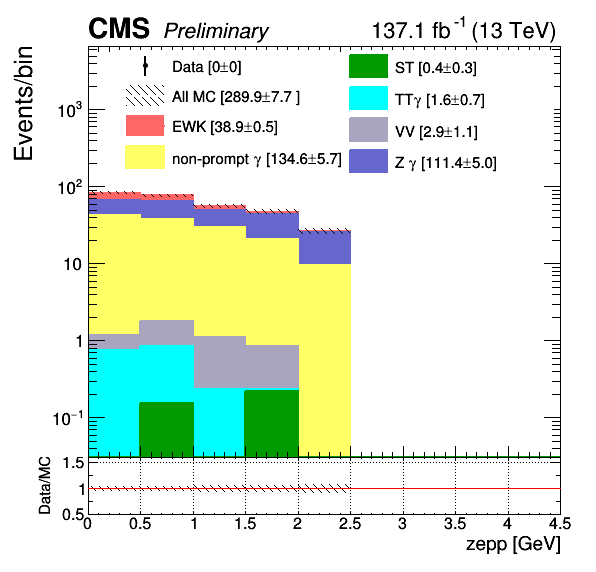 CMS Preliminary 137.1 fb⁻¹ (13 TeV)
Events/bin
Data [0±0]
All MC [289.9±7.7 ]
EWK [38.9±0.5]
non-prompt γ [134.6±5.7]
ST [0.4±0.3]
TTγ [1.6±0.7]
VV [2.9±1.1]
Z γ [111.4±5.0]
10³
10²
10
1
10⁻¹
Data/MC
1.5
1
0.5
0 0.5 1 1.5 2 2.5 3 3.5 4 4.5
zepp [GeV]